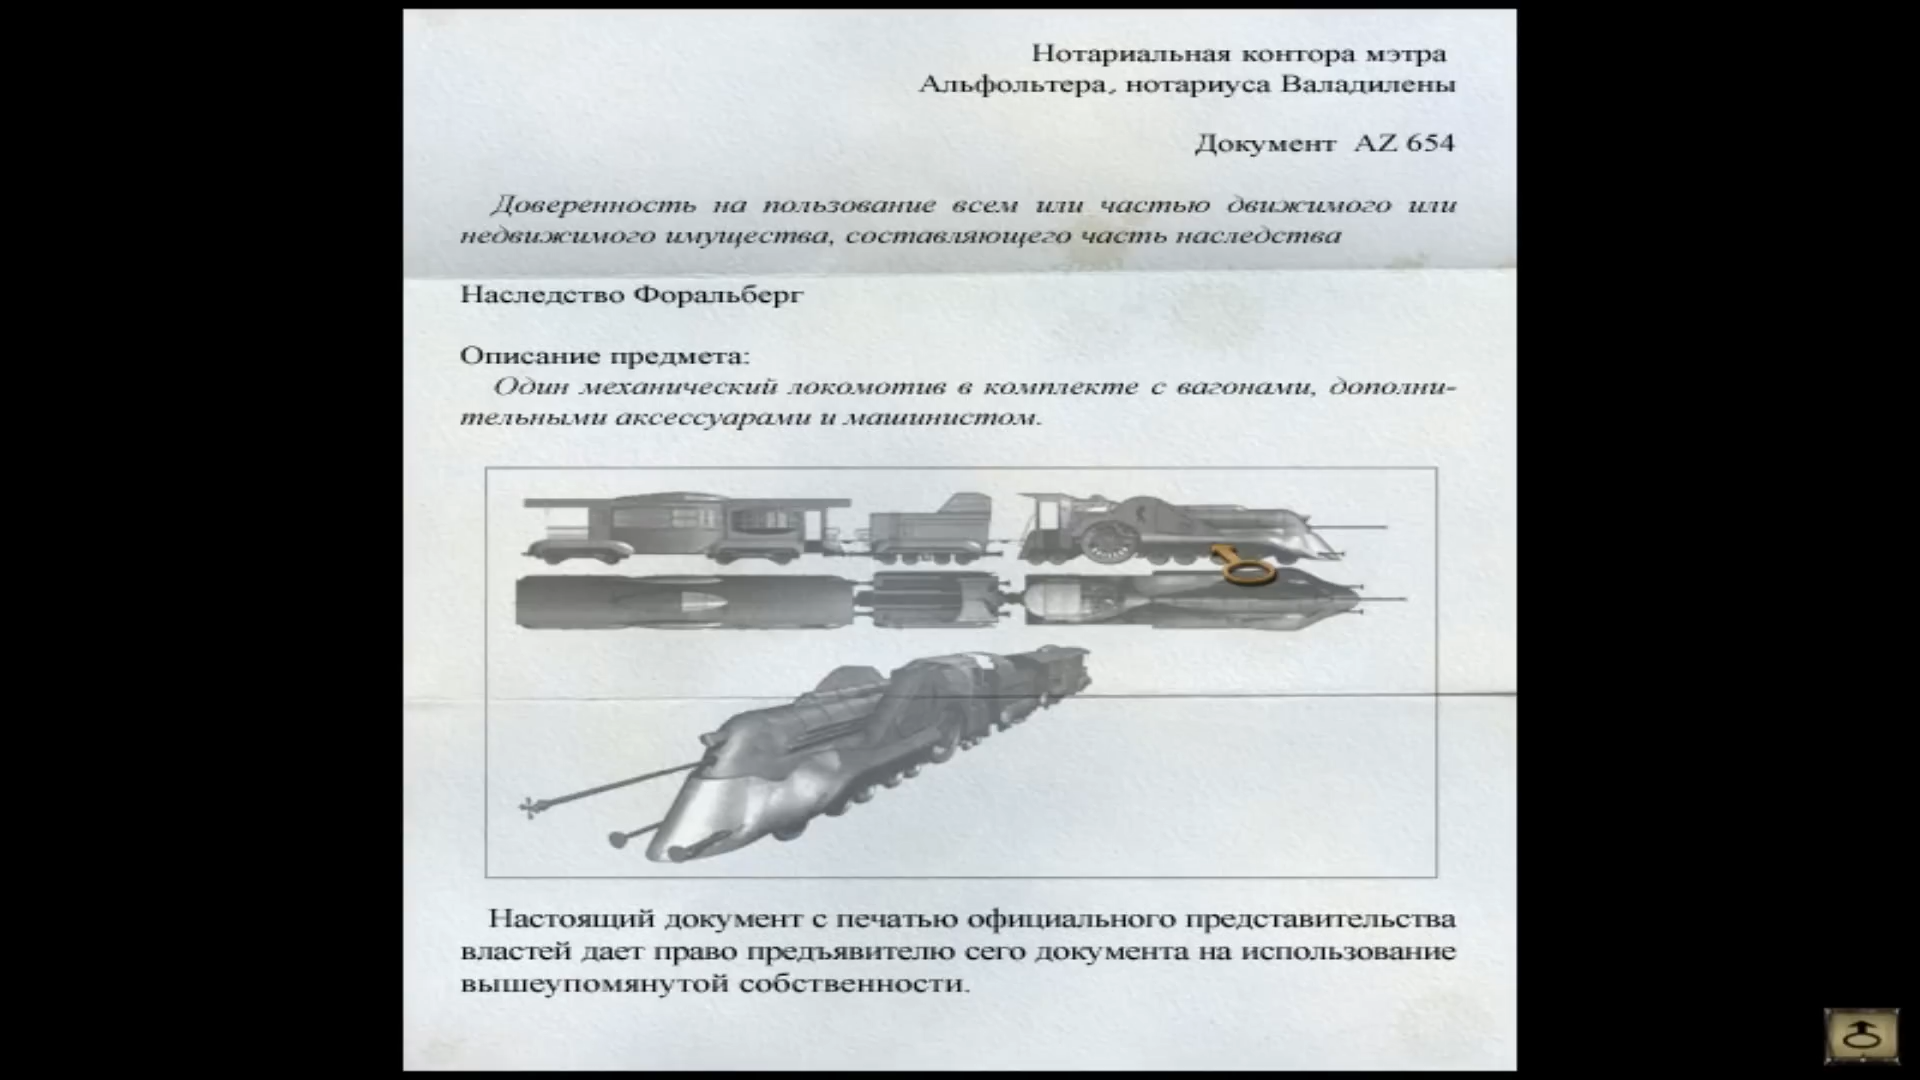 Нотариальная контора мэтра
Альфольтера, нотариуса Валадилены
Документ AZ 654
Доверенность на пользование всем или частью движимого или
недвижимого имущества, составляющего часть наследства
Наследство Форальберг
Описание предмета:
Один механический локомотив в комплекте с вагонами, дополни-
тельными аксессуарами и машинистом.
Настоящий документ с печатью официального представительства
властей дает право предъявителю сего документа на использование
вышеупомянутой собственности.